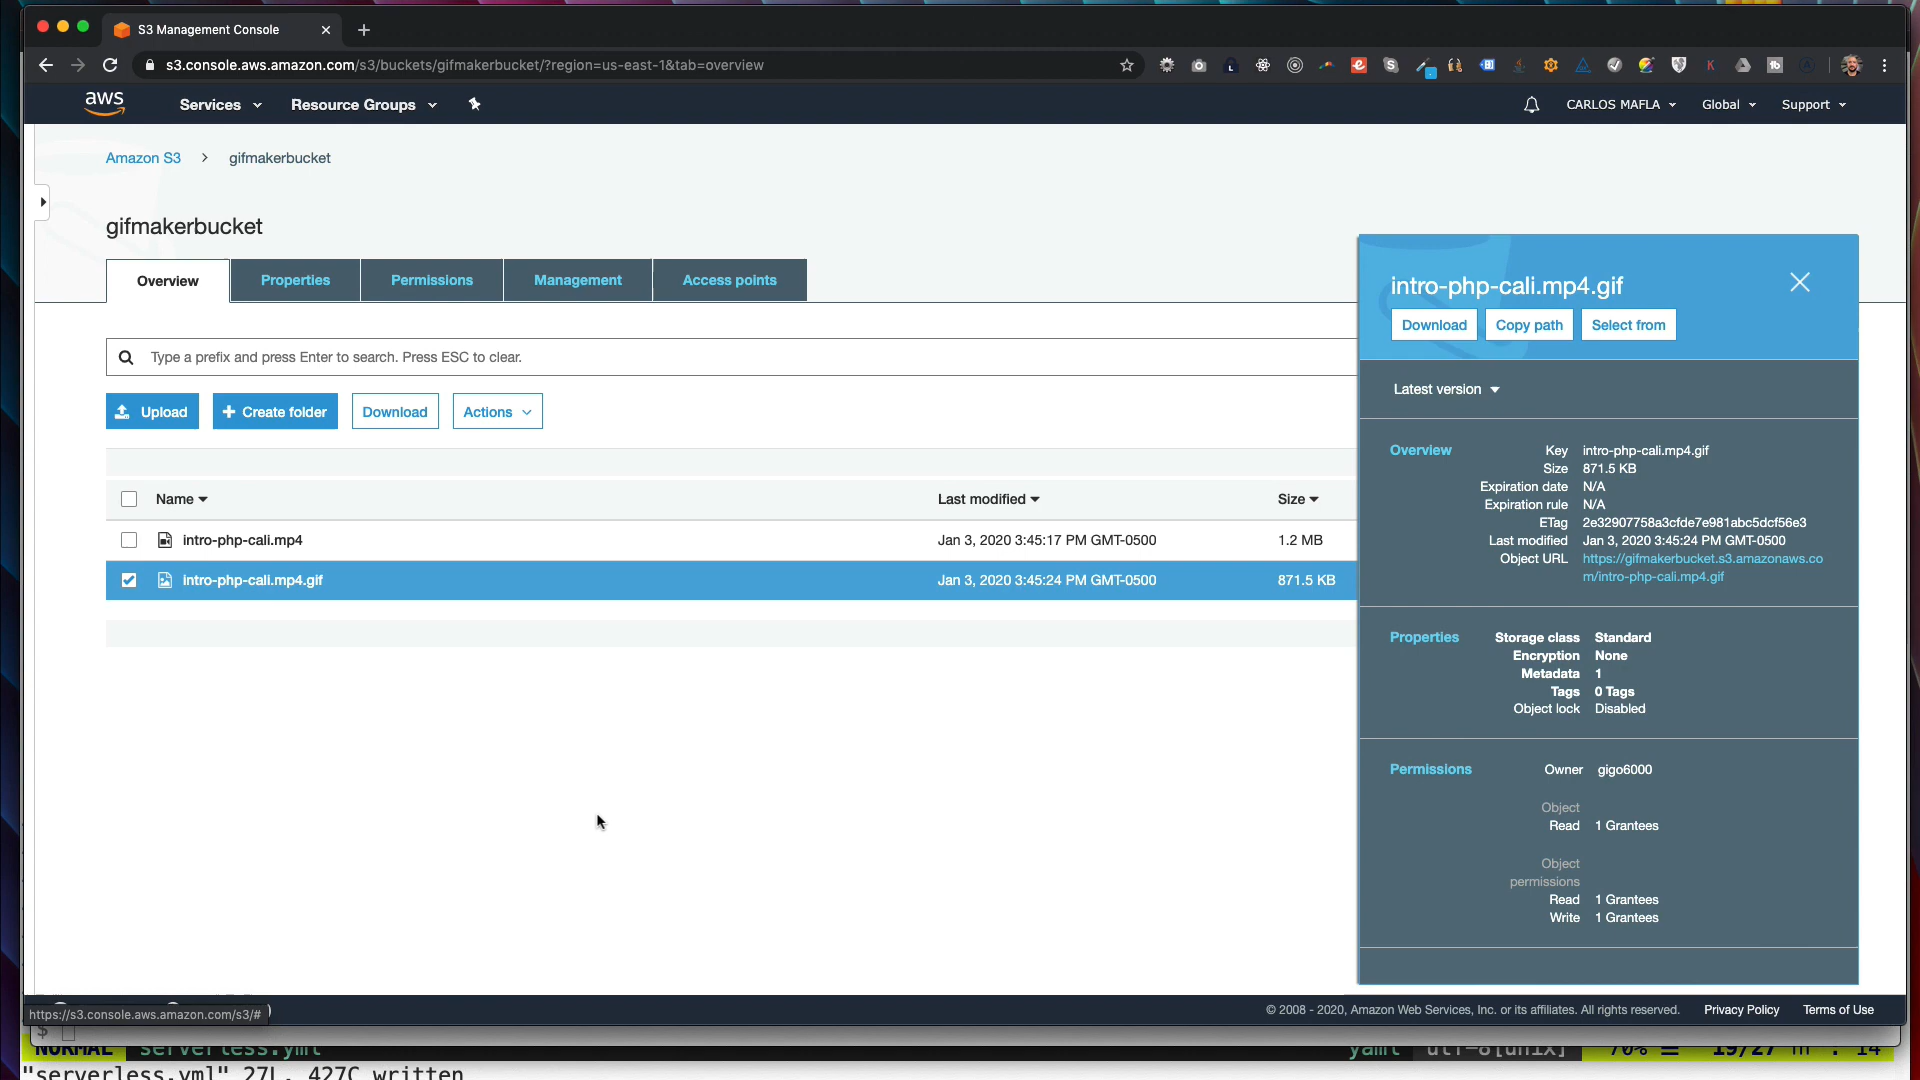 S3 Management Console
s3.console.aws.amazon.com/s3/buckets/gifmakerbucket/?region=us-east-1&tab=overview
aws Services Resource Groups CARLOS MAFLA Global Support
Amazon S3 > gifmakerbucket
gifmakerbucket
Overview Properties Permissions Management Access points
Type a prefix and press Enter to search. Press ESC to clear.
Upload Create folder Download Actions
Name Last modified Size
intro-php-cali.mp4 Jan 3, 2020 3:45:17 PM GMT-0500 1.2 MB
intro-php-cali.mp4.gif Jan 3, 2020 3:45:24 PM GMT-0500 871.5 KB
intro-php-cali.mp4.gif
Download Copy path Select from
Latest version
Overview Key intro-php-cali.mp4.gif
Size 871.5 KB
Expiration date N/A
Expiration rule N/A
ETag 2e32907758a3cfde7e981abc5dcf56e3
Last modified Jan 3, 2020 3:45:24 PM GMT-0500
Object URL https://gifmakerbucket.s3.amazonaws.co
m/intro-php-cali.mp4.gif
Properties Storage class Standard
Encryption None
Metadata 1
Tags 0 Tags
Object lock Disabled
Permissions Owner gigo6000
Object
Read 1 Grantees
Object
permissions
Read 1 Grantees
Write 1 Grantees
© 2008 - 2020, Amazon Web Services, Inc. or its affiliates. All rights reserved. Privacy Policy Terms of Use
https://s3.console.aws.amazon.com/s3/#
$
NORMAL serverless.yml yaml utf-8[unix] 70% 19/27
"serverless.yml" 27L, 427C written